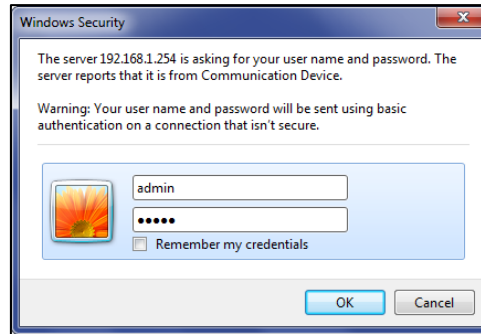 Windows Security
x
The server 192.168.1.254 is asking for your user name and password. The
server reports that it is from Communication Device.
Warning: Your user name and password will be sent using basic
authentication on a connection that isn't secure.
admin
●●●●●
Remember my credentials
OK
Cancel